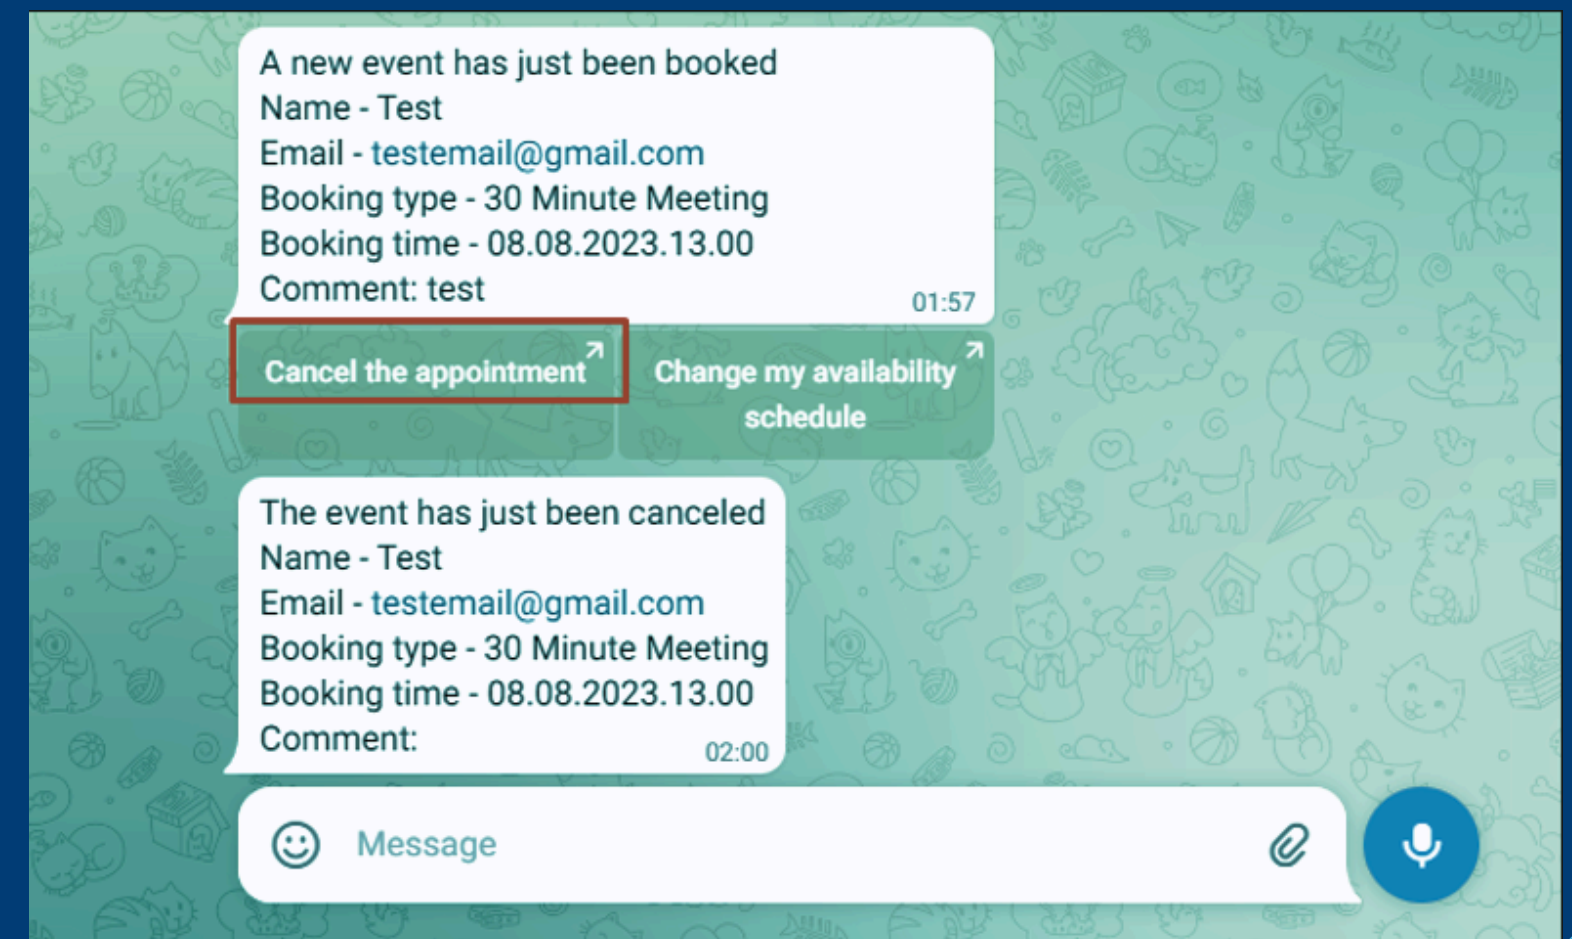 A new event has just been booked
Name - Test
Email - testemail@gmail.com
Booking type - 30 Minute Meeting
Booking time - 08.08.2023.13.00
Comment: test
01:57
Cancel the appointment
Change my availability
schedule
The event has just been canceled
Name - Test
Email - testemail@gmail.com
Booking type - 30 Minute Meeting
Booking time - 08.08.2023.13.00
Comment:
02:00
Message